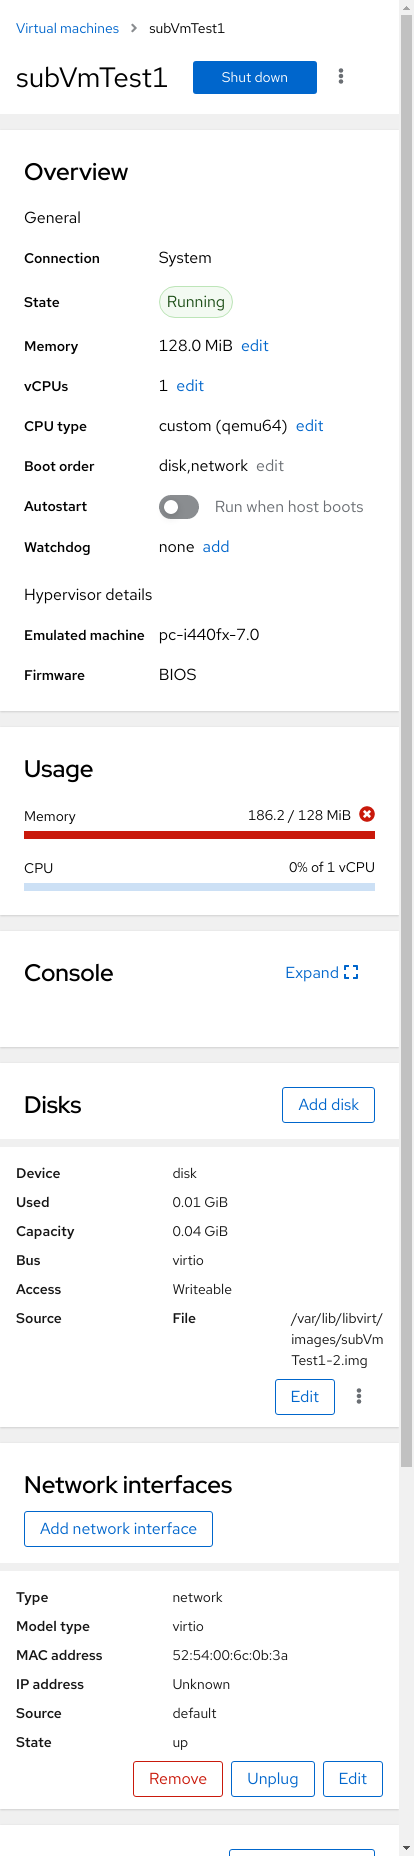 Virtual machines > subVmTest1
subVmTest1 Shut down
Overview
General
Connection System
State Running
Memory 128.0 MiB edit
vCPUs 1 edit
CPU type custom (qemu64) edit
Boot order disk,network edit
Autostart Run when host boots
Watchdog none add
Hypervisor details
Emulated machine pc-i440fx-7.0
Firmware BIOS
Usage
Memory 186.2 / 128 MiB
CPU 0% of 1 vCPU
Console Expand
Disks Add disk
Device disk
Used 0.01 GiB
Capacity 0.04 GiB
Bus virtio
Access Writeable
Source File /var/lib/libvirt/
images/subVm
Test1-2.img
Edit
Network interfaces
Add network interface
Type network
Model type virtio
MAC address 52:54:00:6c:0b:3a
IP address Unknown
Source default
State up
Remove Unplug Edit